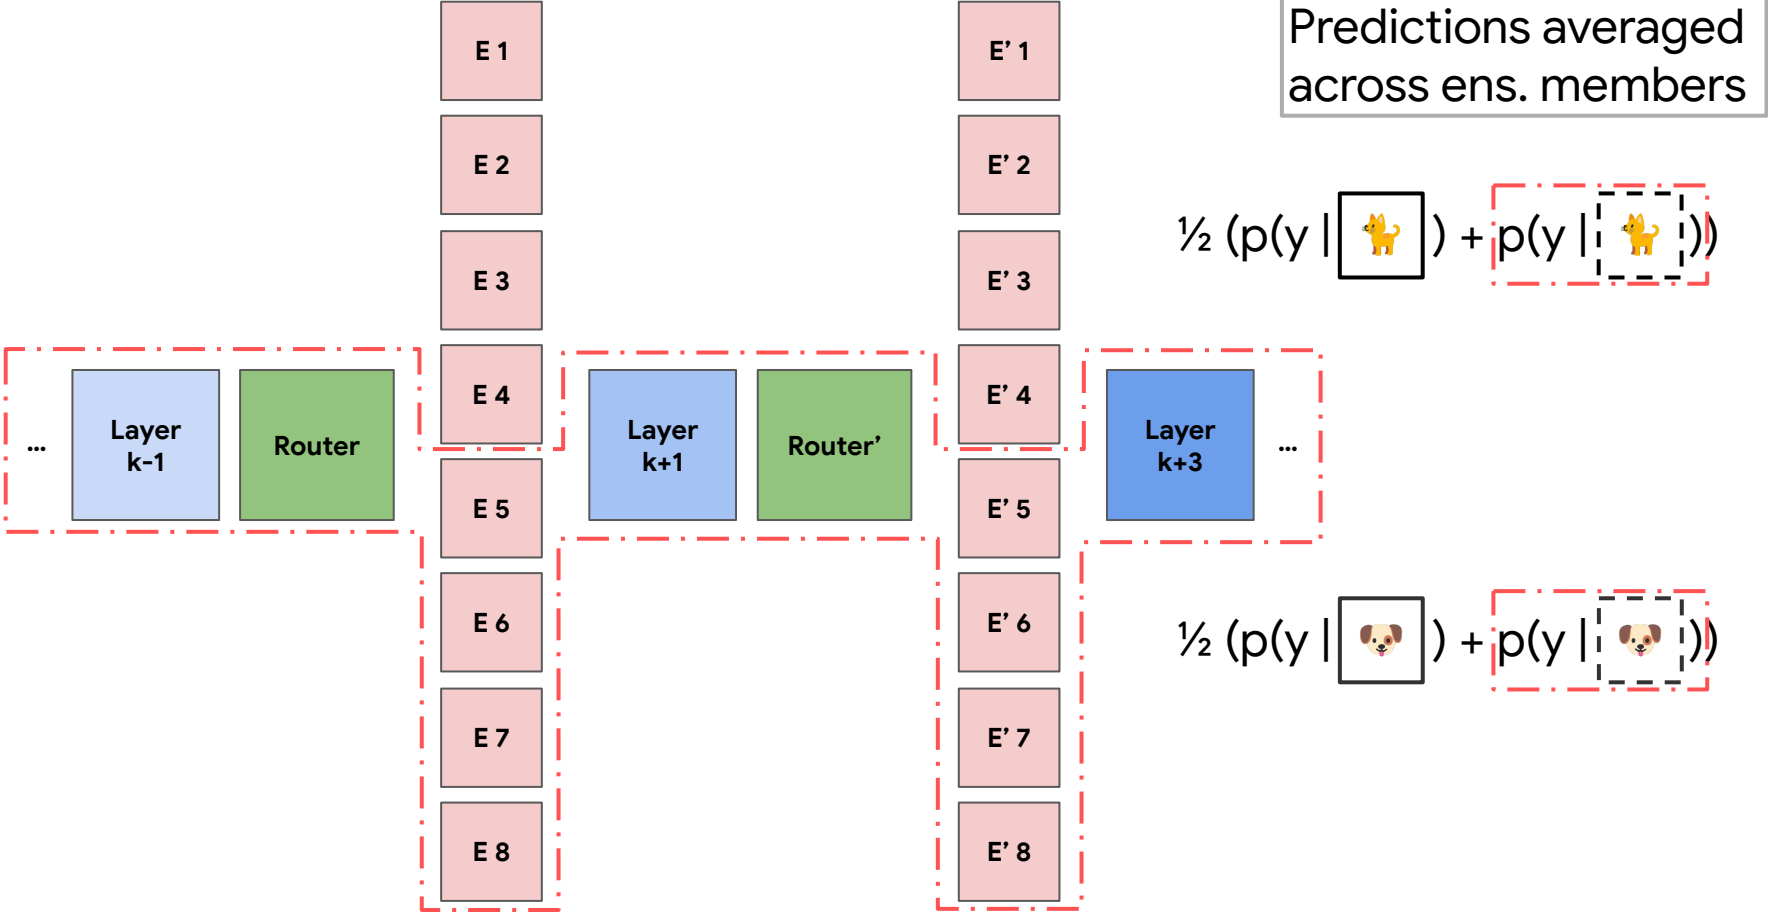 Predictions averaged
across ens. members
E 1
E 2
E 3
E 4
E 5
E 6
E 7
E 8
E’ 1
E’ 2
E’ 3
E’ 4
E’ 5
E’ 6
E’ 7
E’ 8
...
Layer
k-1
Router
Layer
k+1
Router’
Layer
k+3
...
½ (p(y | 🐈 ) + p(y | 🐈 ))
½ (p(y | 🐶 ) + p(y | 🐶 ))